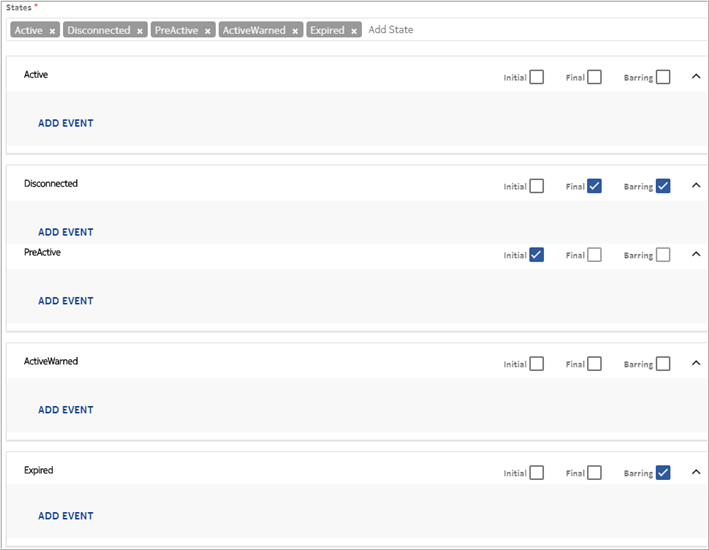 States *
Active × Disconnected × PreActive × ActiveWarned × Expired × Add State
Active Initial Final Barring
ADD EVENT
Disconnected Initial Final Barring
ADD EVENT
PreActive Initial Final Barring
ADD EVENT
ActiveWarned Initial Final Barring
ADD EVENT
Expired Initial Final Barring
ADD EVENT